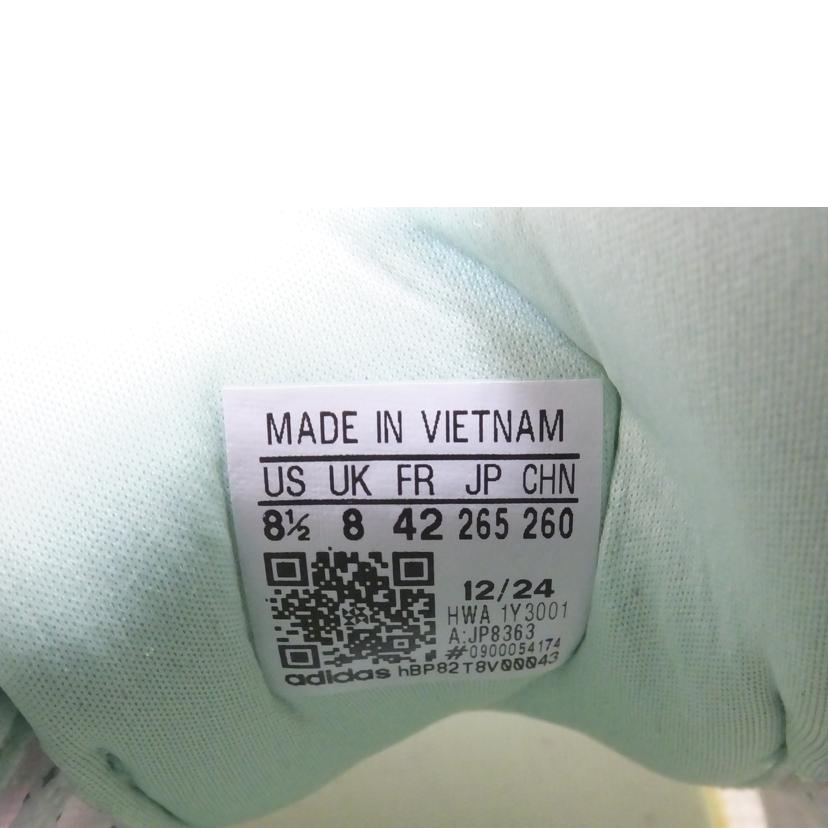 MADE IN VIETNAM
US UK FR JP CHN
8½ 8 42 265 260
12/24
HWA 1Y3001
A:JP8363
#0900054174
adidas hBP82T8V00043